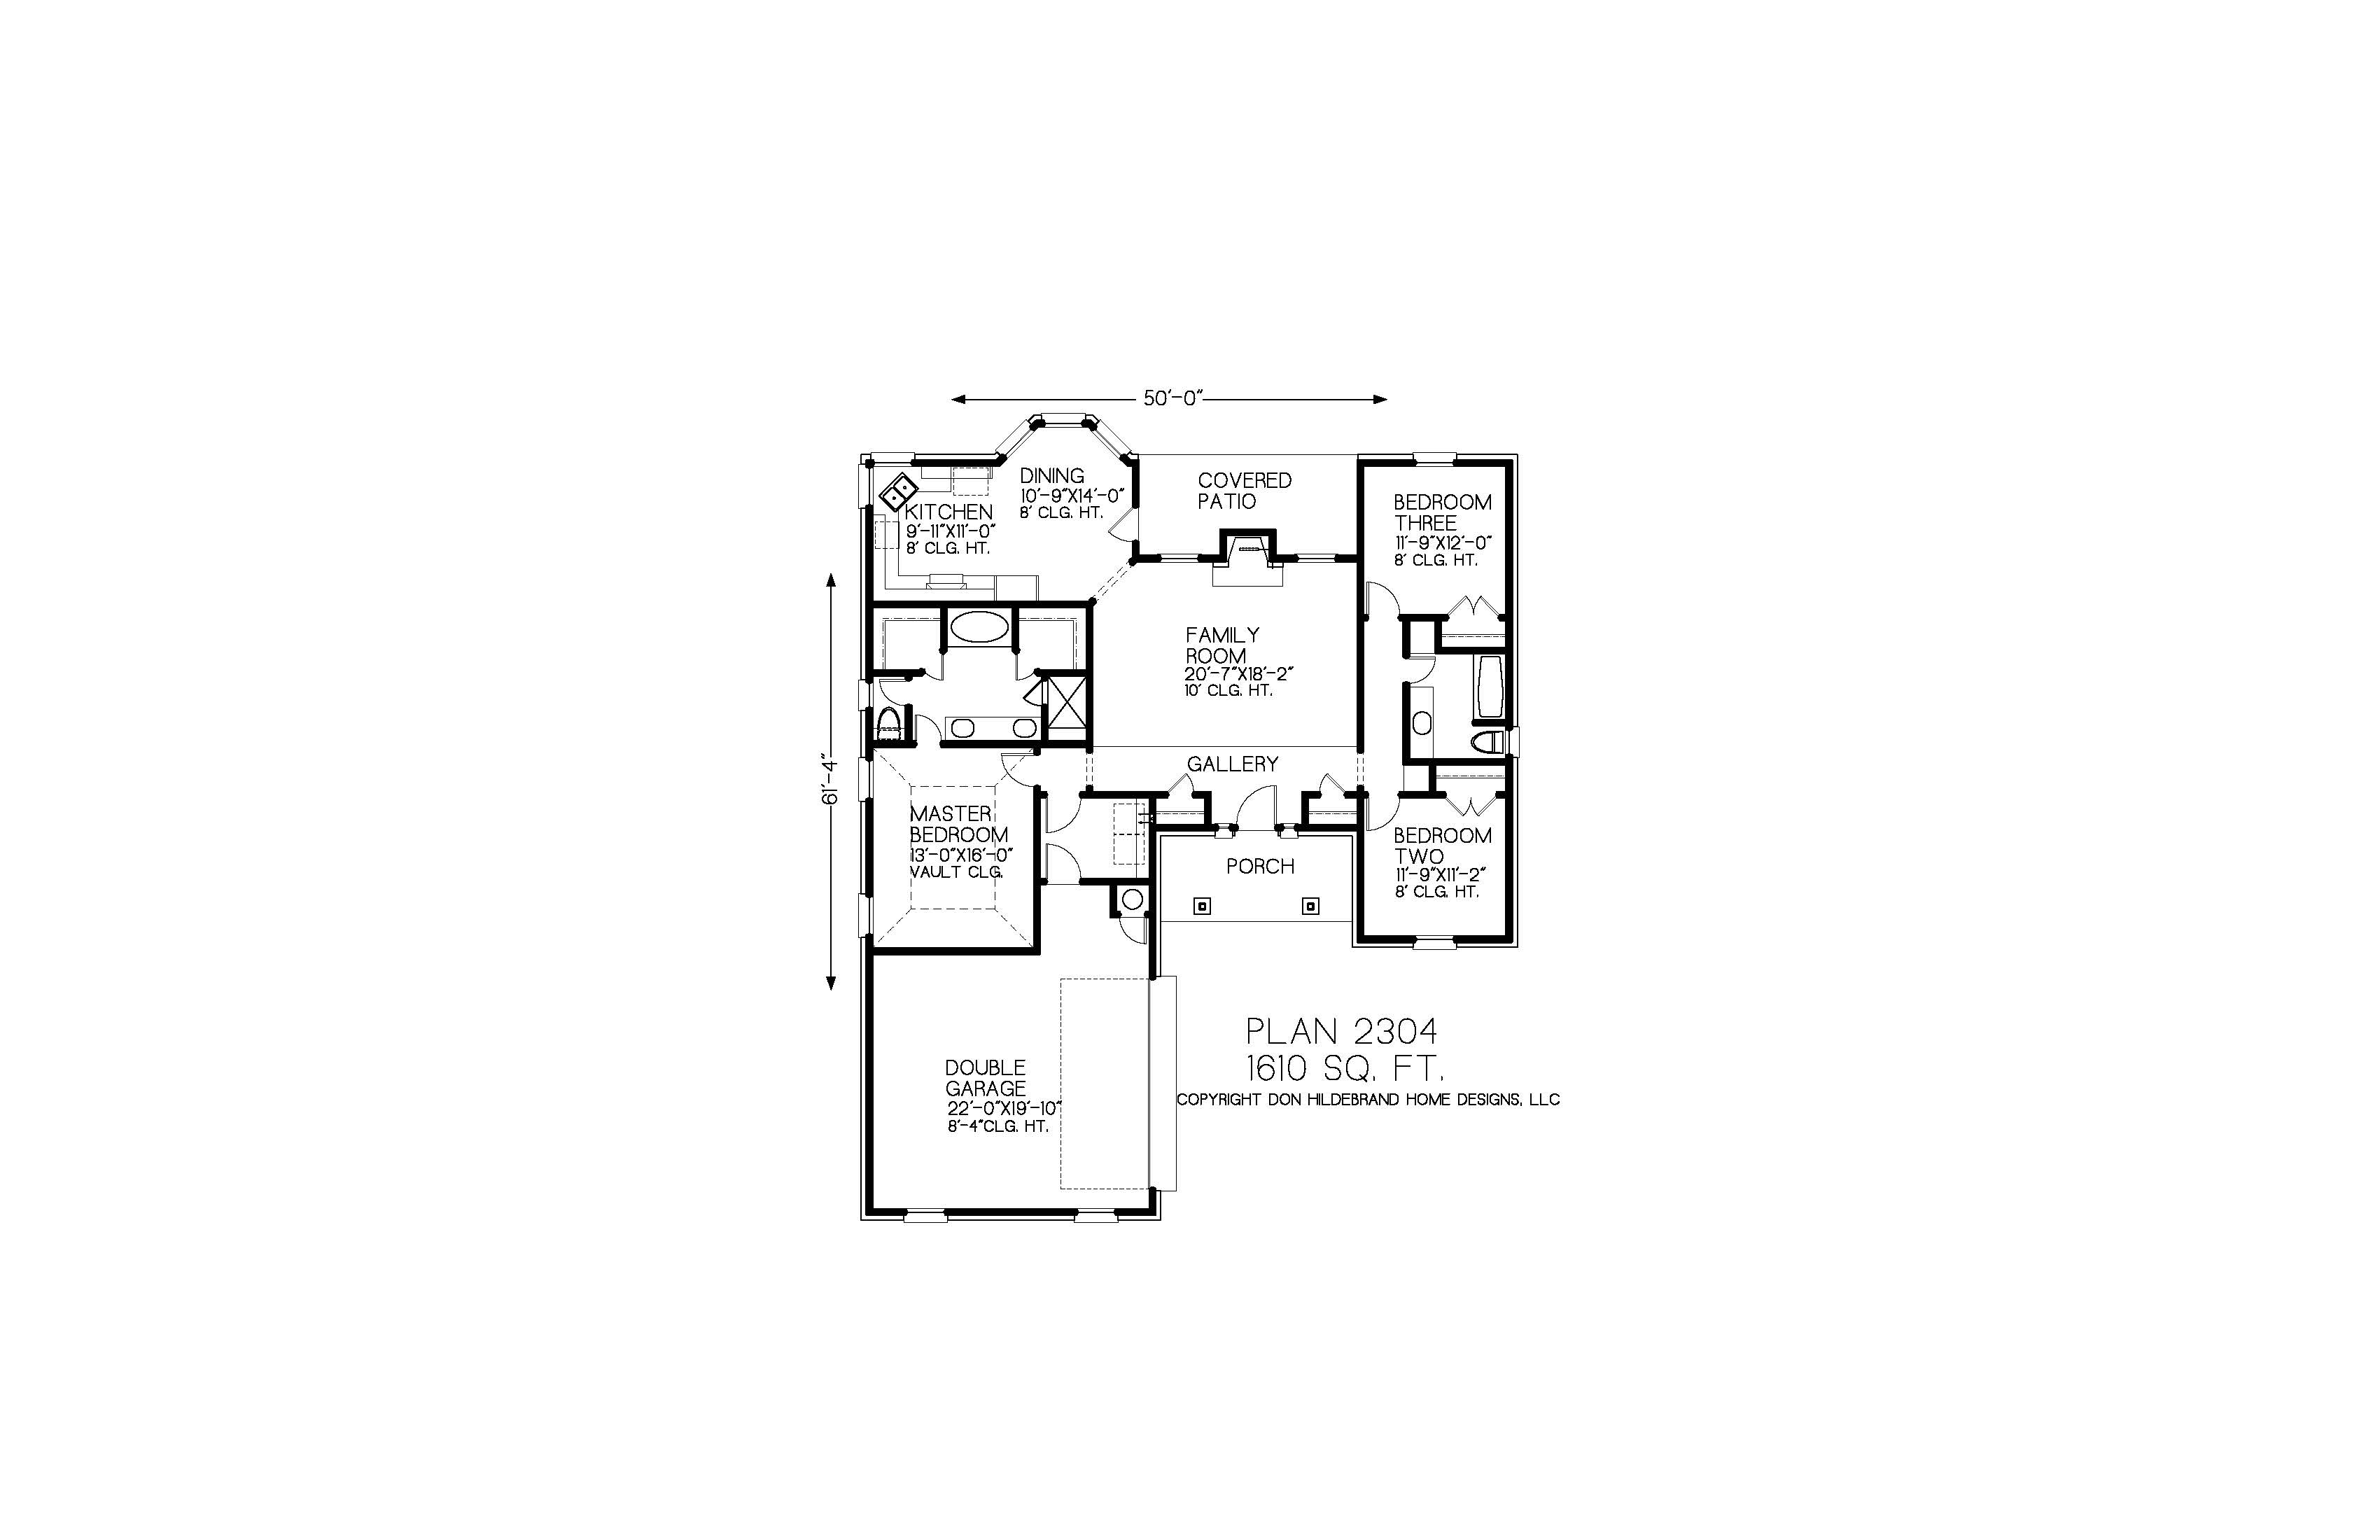 50'-0"
DINING
10'-9"X14'-0"
8' CLG. HT.
KITCHEN
9'-11"X11'-0"
8' CLG. HT.
COVERED
PATIO
BEDROOM
THREE
11'-9"X12'-0"
8' CLG. HT.
FAMILY
ROOM
20'-7"X18'-2"
10' CLG. HT.
61'-4"
GALLERY
MASTER
BEDROOM
13'-0"X16'-0"
VAULT CLG.
PORCH
BEDROOM
TWO
11'-9"X11'-2"
8' CLG. HT.
DOUBLE
GARAGE
22'-0"X19'-10"
8'-4"CLG. HT.
PLAN 2304
1610 SQ. FT.
COPYRIGHT DON HILDEBRAND HOME DESIGNS, LLC